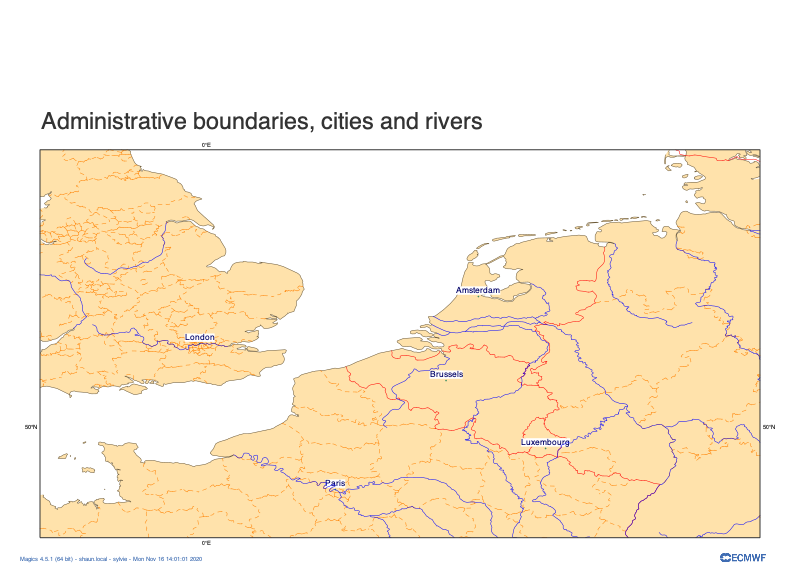 Administrative boundaries, cities and rivers
0°E
Amsterdam
London
Brussels
50°N
50°N
Luxembourg
Paris
0°E
Magics 4.5.1 (64 bit) - shaun.local - sylvie - Mon Nov 16 14:01:01 2020
ECMWF